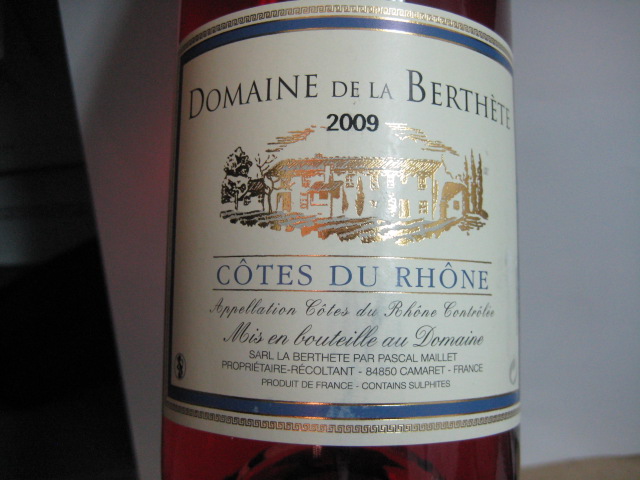 DOMAINE DE LA BERTHÈTE
2009
CÔTES DU RHÔNE
Appellation Côtes du Rhône Contrôlée
Mis en bouteille au Domaine
SARL LA BERTHETE PAR PASCAL MAILLET
PROPRIÉTAIRE-RÉCOLTANT - 84850 CAMARET - FRANCE
PRODUIT DE FRANCE - CONTAINS SULPHITES